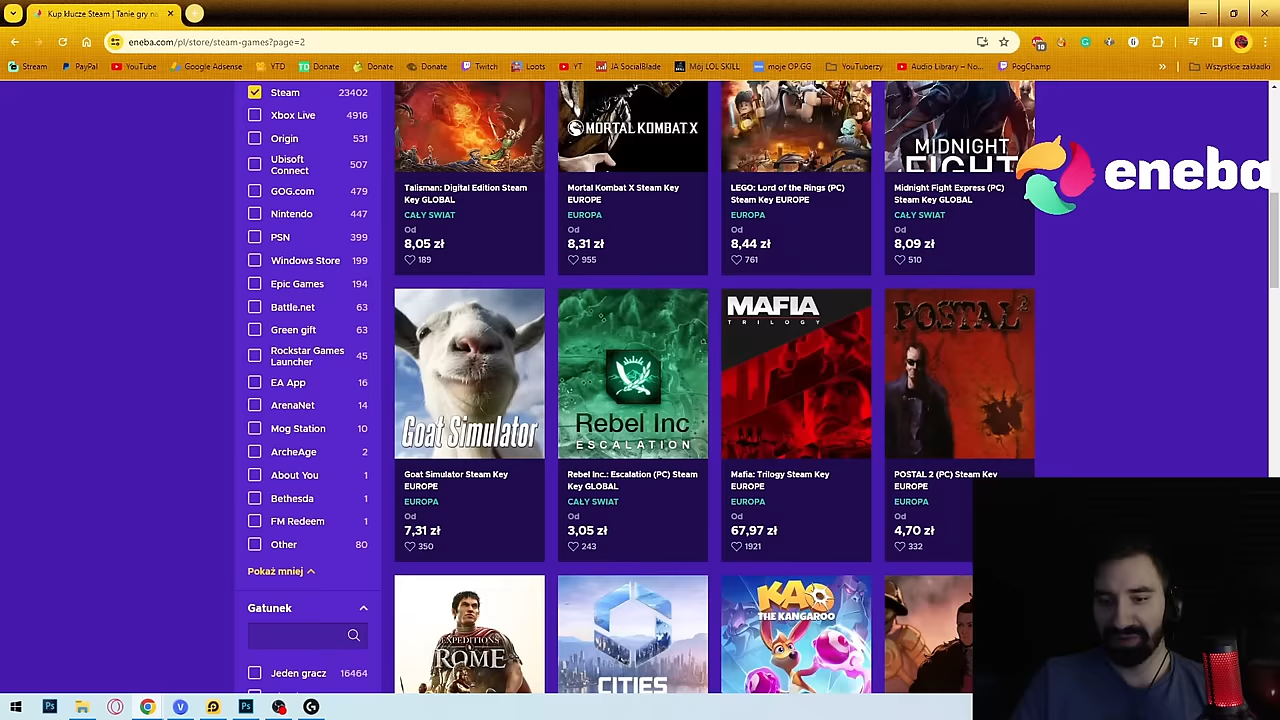 Kup klucze Steam | Tanie gry na
eneba.com/pl/store/steam-games?page=2
10
Stream
PayPal
YouTube
Google Adsense
YTD
Donate
Donate
Donate
Twitch
Loots
YT
JA SocialBlade
Mój LOL SKILL
moje OP.GG
YouTuberzy
Audio Library – No...
PogChamp
Wszystkie zakładki
Steam 23402
Xbox Live 4916
Origin 531
Ubisoft
Connect 507
GOG.com 479
Nintendo 447
PSN 399
Windows Store 199
Epic Games 194
Battle.net 63
Green gift 63
Rockstar Games
Launcher 45
EA App 16
ArenaNet 14
Mog Station 10
ArcheAge 2
About You 1
Bethesda 1
FM Redeem 1
Other 80
Pokaż mniej
Gatunek
Jeden gracz 16464
Talisman: Digital Edition Steam
Key GLOBAL
CAŁY ŚWIAT
Od
8,05 zł
189
MORTAL KOMBAT X
Mortal Kombat X Steam Key
EUROPE
EUROPA
Od
8,31 zł
955
LEGO: Lord of the Rings (PC)
Steam Key EUROPE
EUROPA
Od
8,44 zł
761
MIDNIGHT
FIGHT
Midnight Fight Express (PC)
Steam Key GLOBAL
CAŁY ŚWIAT
Od
8,09 zł
510
eneba
Goat Simulator
Goat Simulator Steam Key
EUROPE
EUROPA
Od
7,31 zł
350
Rebel Inc
ESCALATION
Rebel Inc.: Escalation (PC) Steam
Key GLOBAL
CAŁY ŚWIAT
Od
3,05 zł
243
MAFIA
TRILOGY
Mafia: Trilogy Steam Key
EUROPE
EUROPA
Od
67,97 zł
1921
POSTAL 2
POSTAL 2 (PC) Steam Key
EUROPE
EUROPA
Od
4,70 zł
332
EXPEDITIONS
ROME
CITIES
KAO
THE KANGAROO